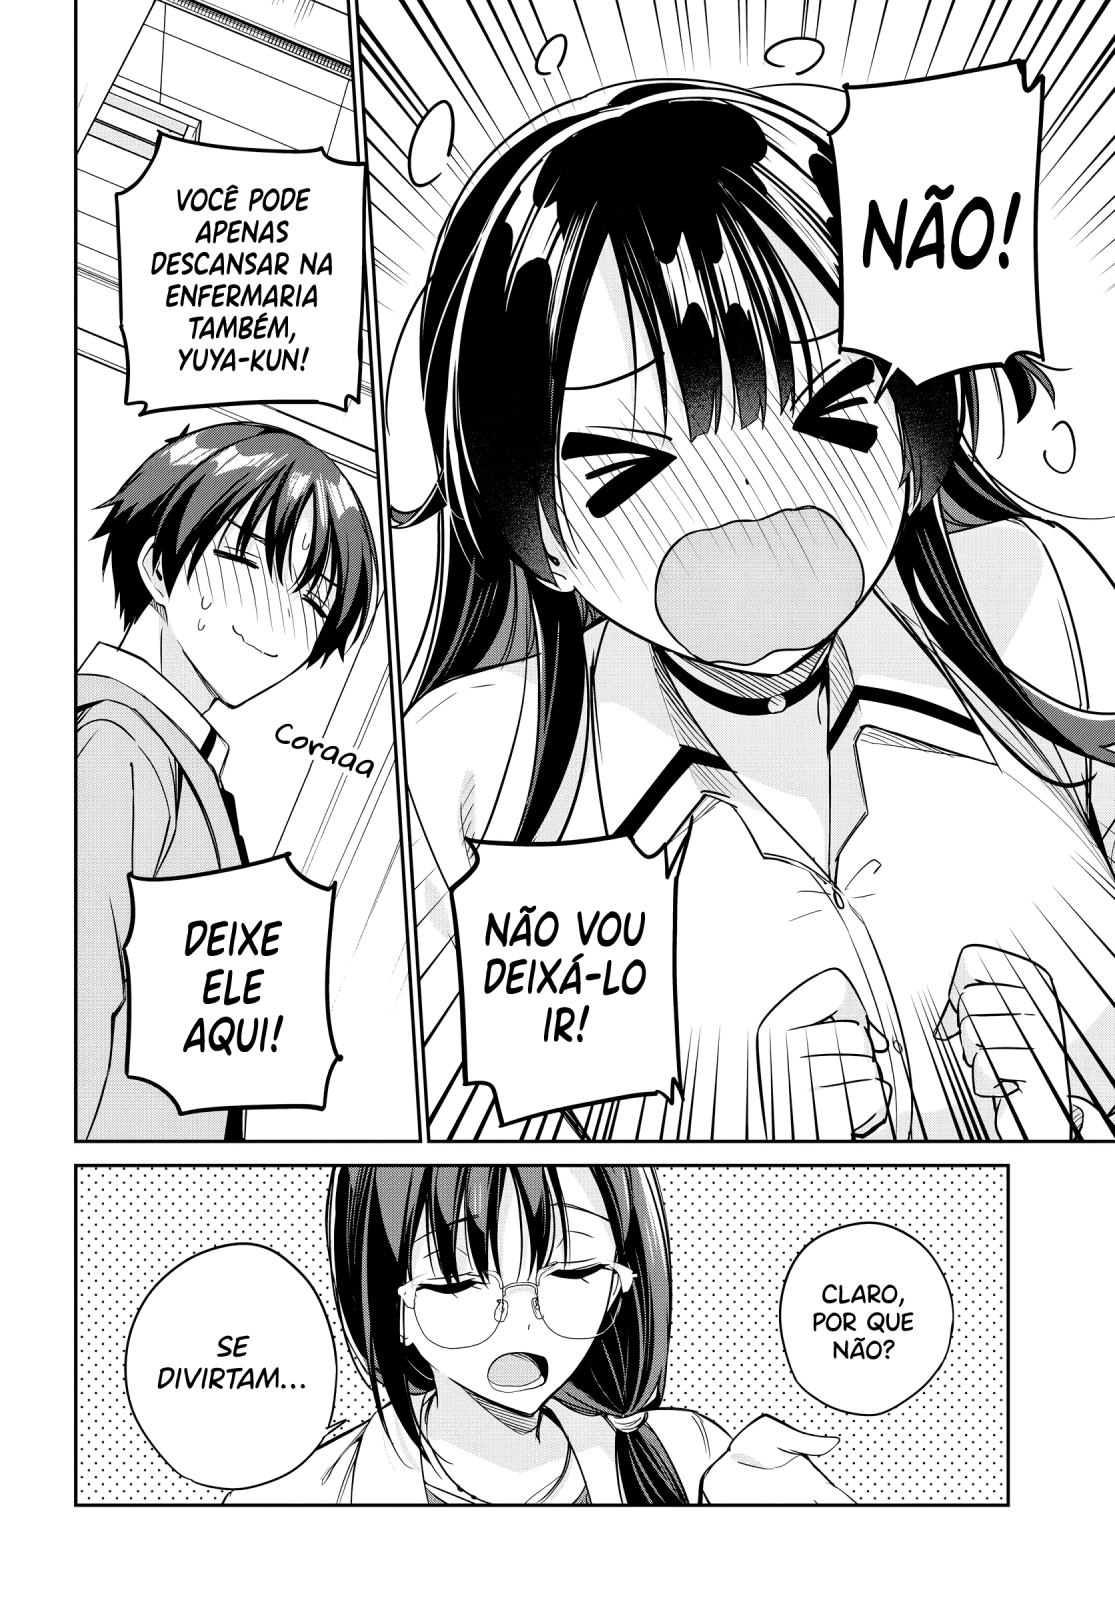 NÃO!
NÃO VOU
DEIXÁ-LO
IR!
VOCÊ PODE
APENAS
DESCANSAR NA
ENFERMARIA
TAMBÉM,
YUYA-KUN!
Coraaa
DEIXE
ELE
AQUI!
CLARO,
POR QUE
NÃO?
SE
DIVIRTAM...